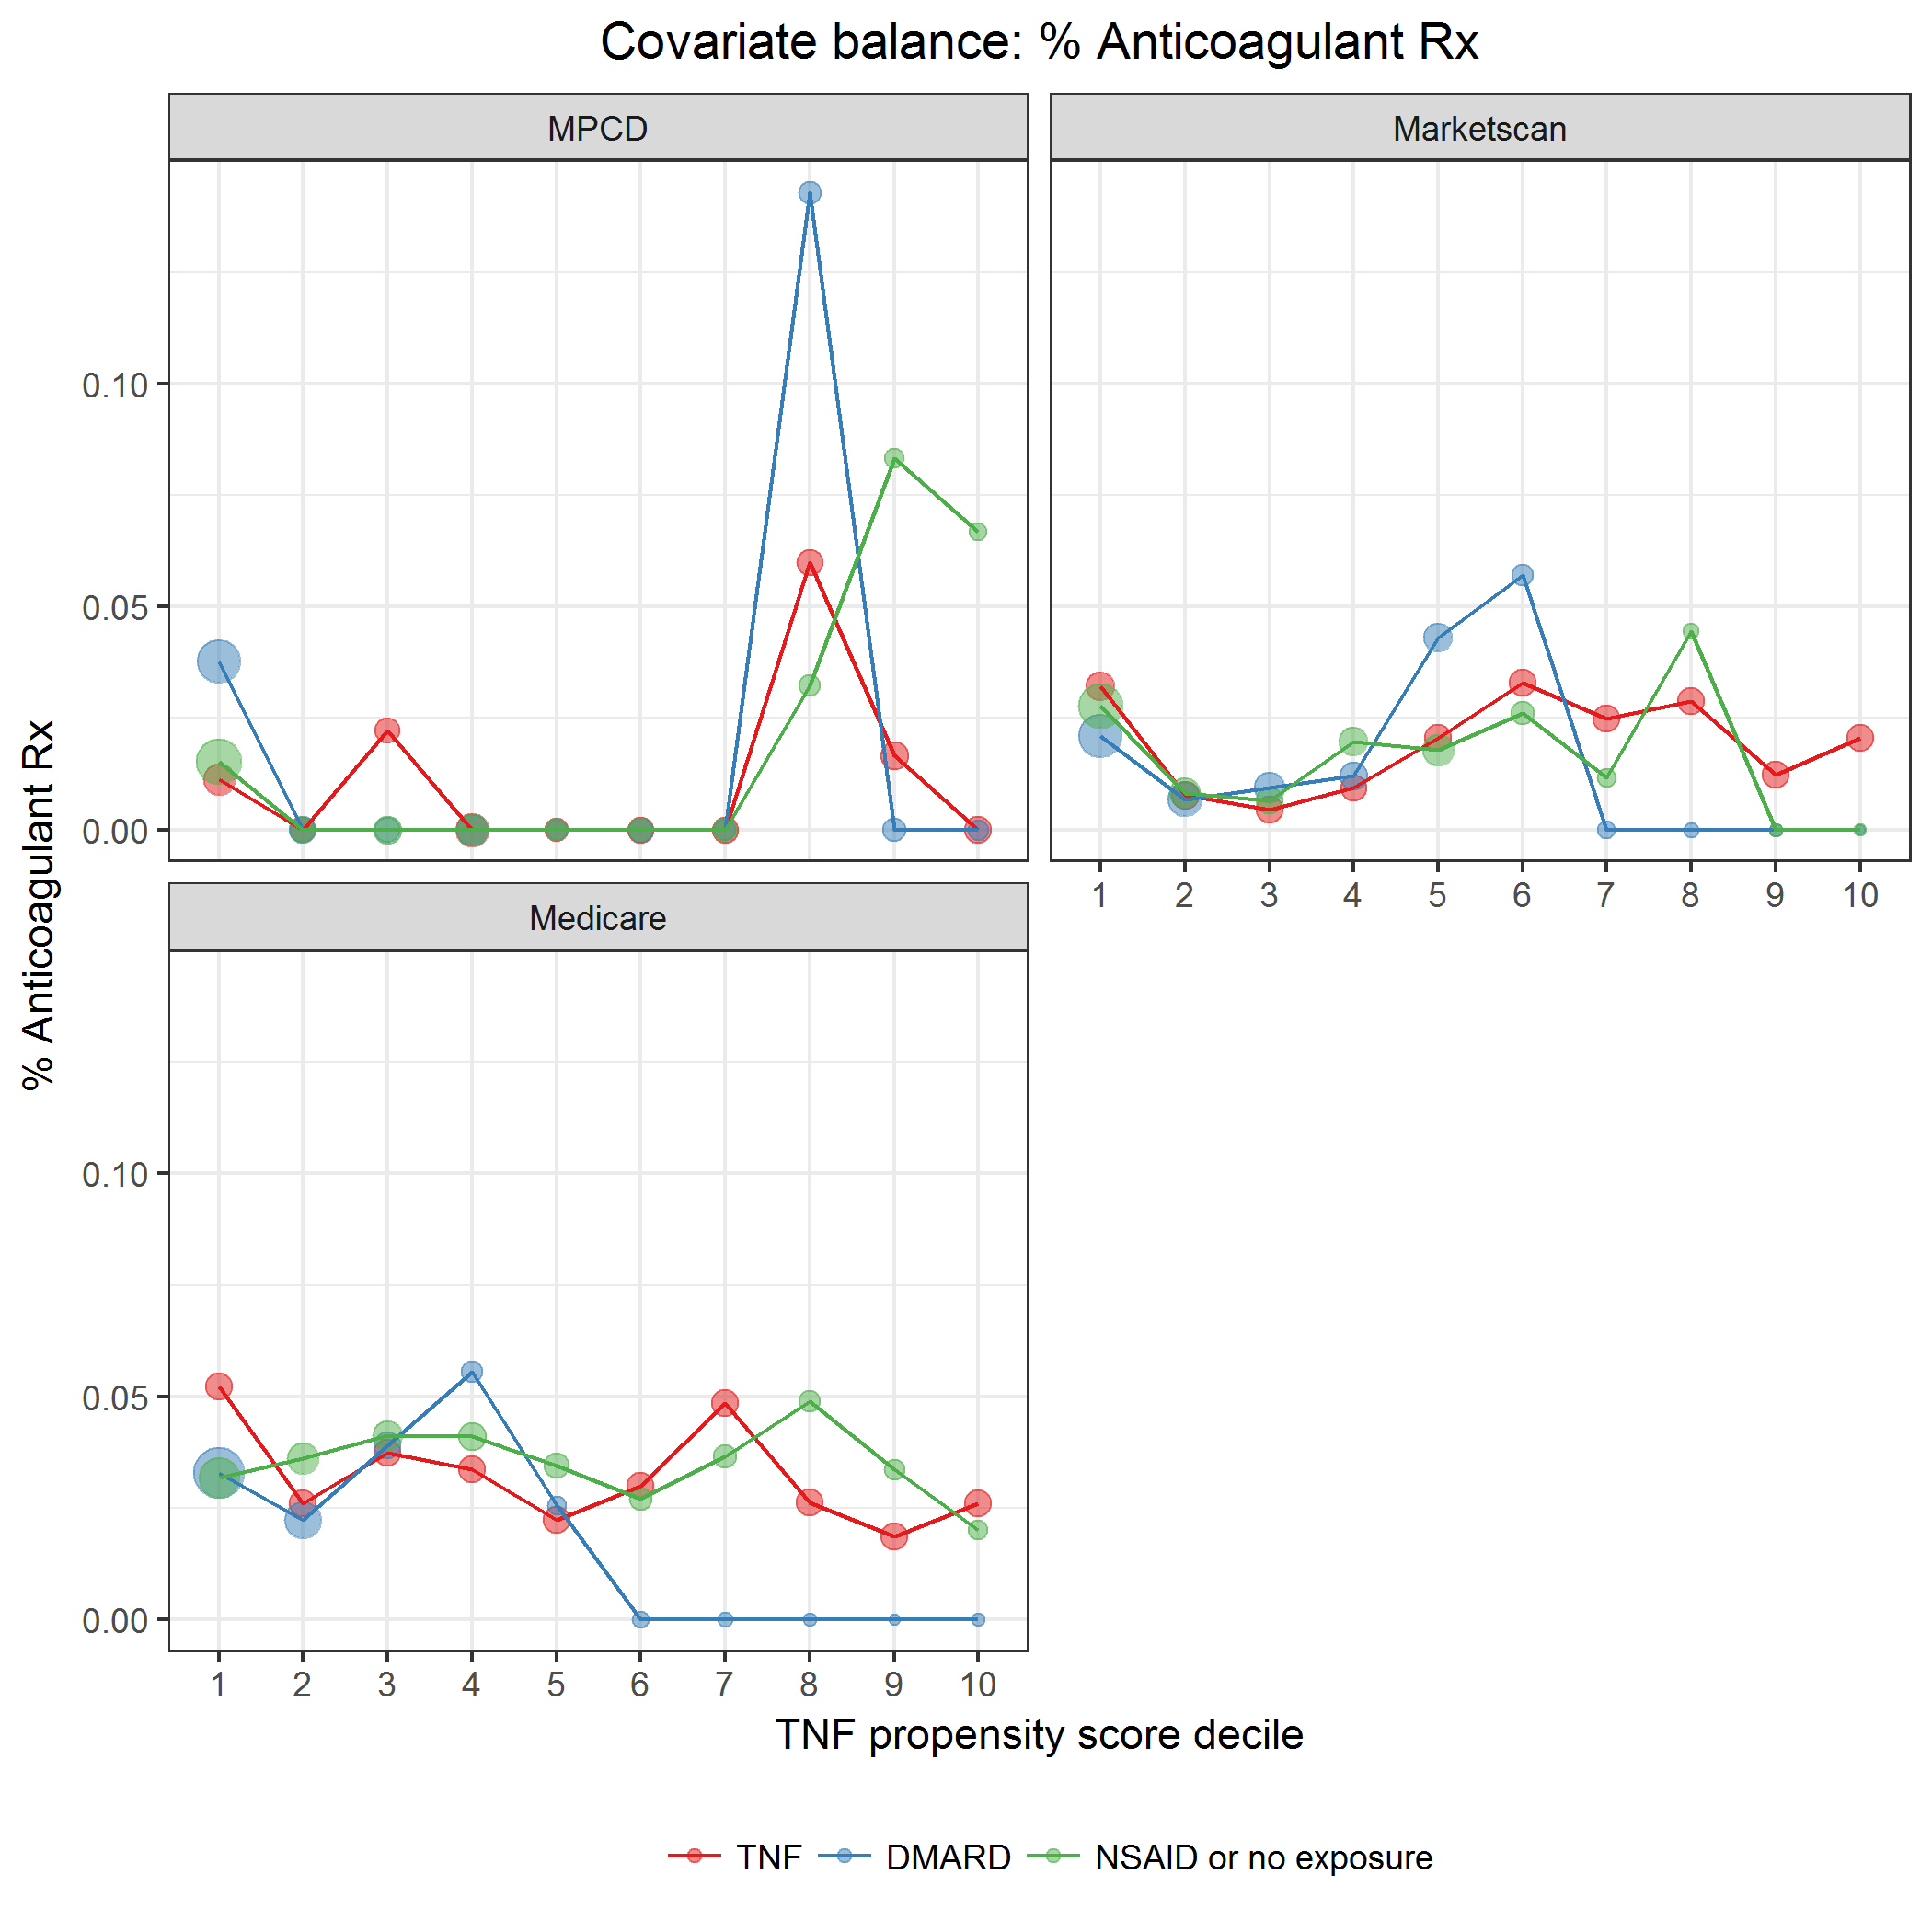 Covariate balance: % Anticoagulant Rx
MPCD
Marketscan
0.10
0.05
0.00
1 2 3 4 5 6 7 8 9 10
Medicare
% Anticoagulant Rx
0.10
0.05
0.00
1 2 3 4 5 6 7 8 9 10
TNF propensity score decile
TNF DMARD NSAID or no exposure